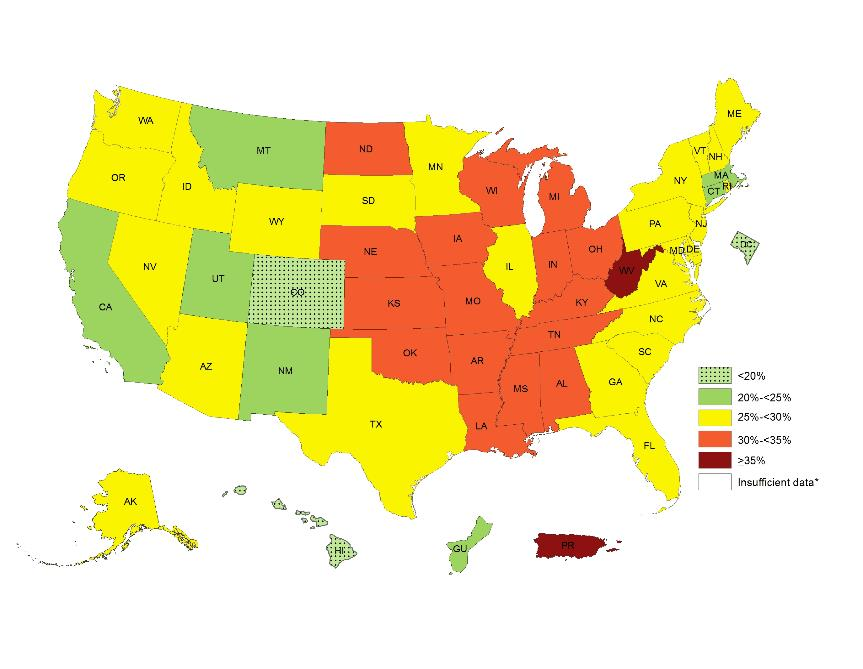 ME
WA
VT
NH
MT
ND
MN
OR
ID
WI
MI
NY
MA
CT
RI
SD
WY
PA
NJ
IA
NE
OH
MD
DE
DC
NV
UT
CO
IL
IN
WV
VA
CA
KS
MO
KY
NC
TN
AZ
NM
OK
AR
SC
MS
AL
GA
TX
LA
FL
<20%
20%-<25%
25%-<30%
30%-<35%
>35%
Insufficient data*
AK
HI
GU
PR